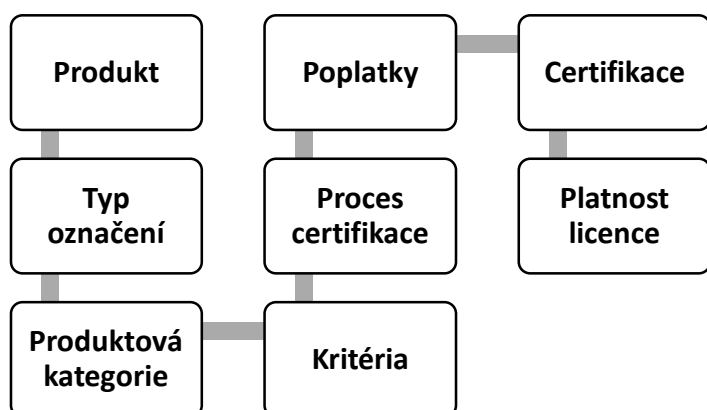 Produkt
Typ
označení
Produktová
kategorie
Kritéria
Proces
certifikace
Poplatky
Certifikace
Platnost
licence